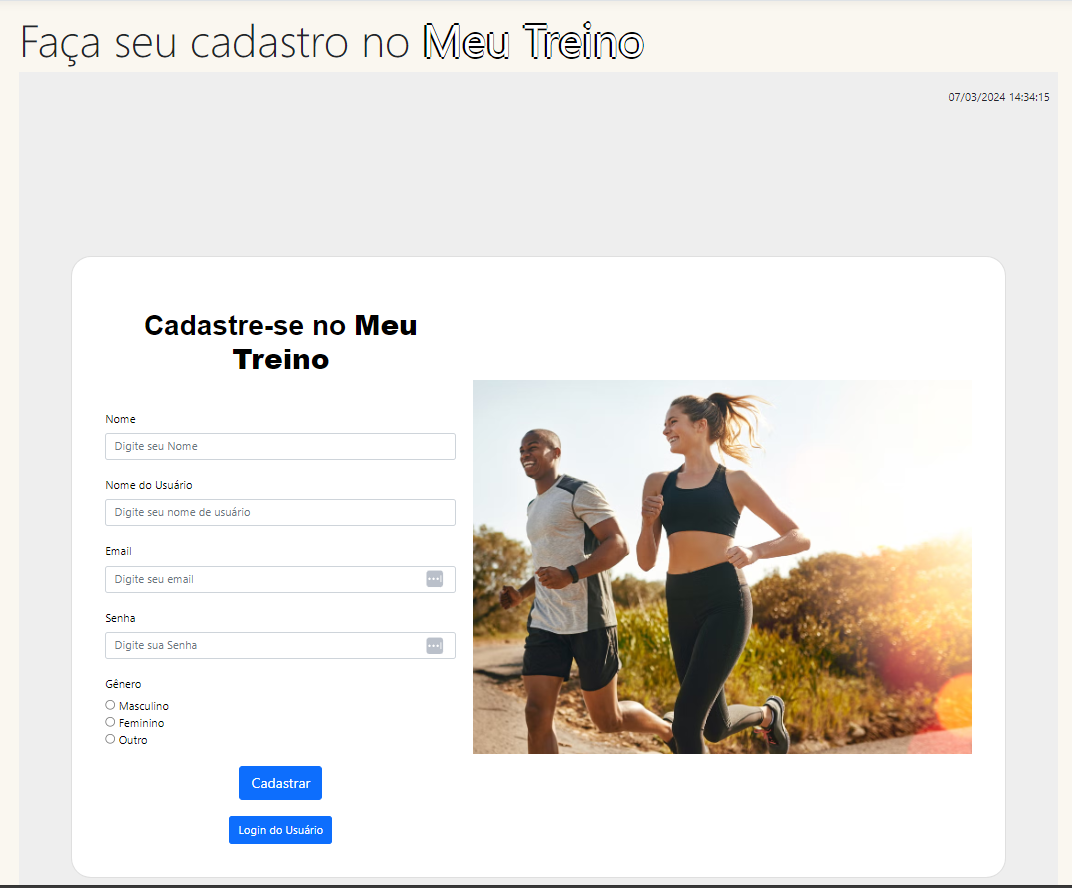 Faça seu cadastro no Meu Treino
07/03/2024 14:34:15
Cadastre-se no Meu
Treino
Nome
Digite seu Nome
Nome do Usuário
Digite seu nome de usuário
Email
Digite seu email
Senha
Digite sua Senha
Gênero
Masculino
Feminino
Outro
Cadastrar
Login do Usuário